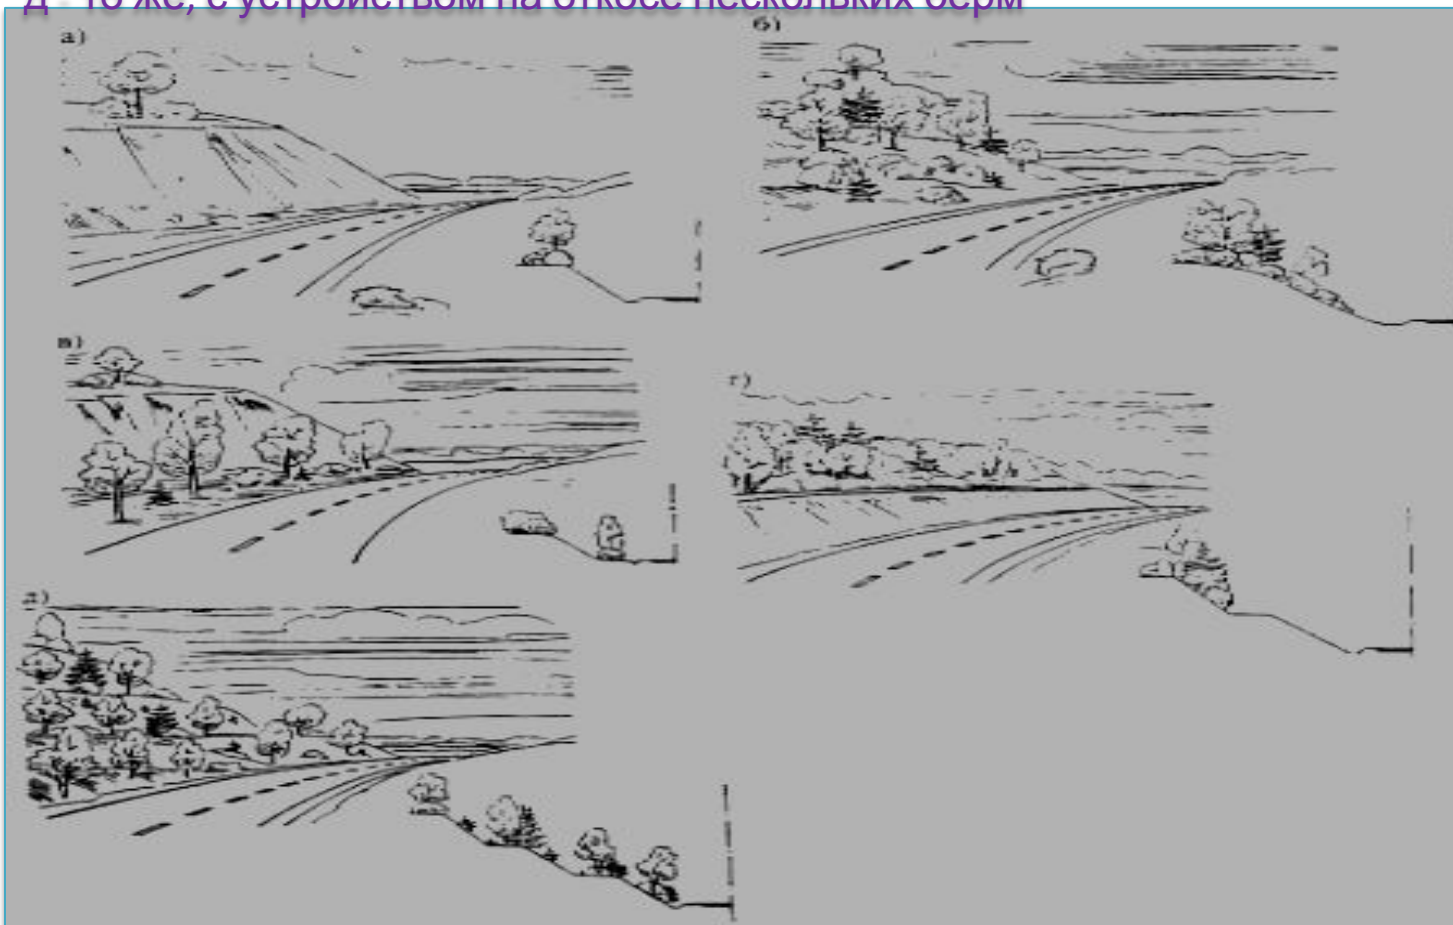 д - то же, с устройством на откосе нескольких берм
а)
б)
в)
г)
д)